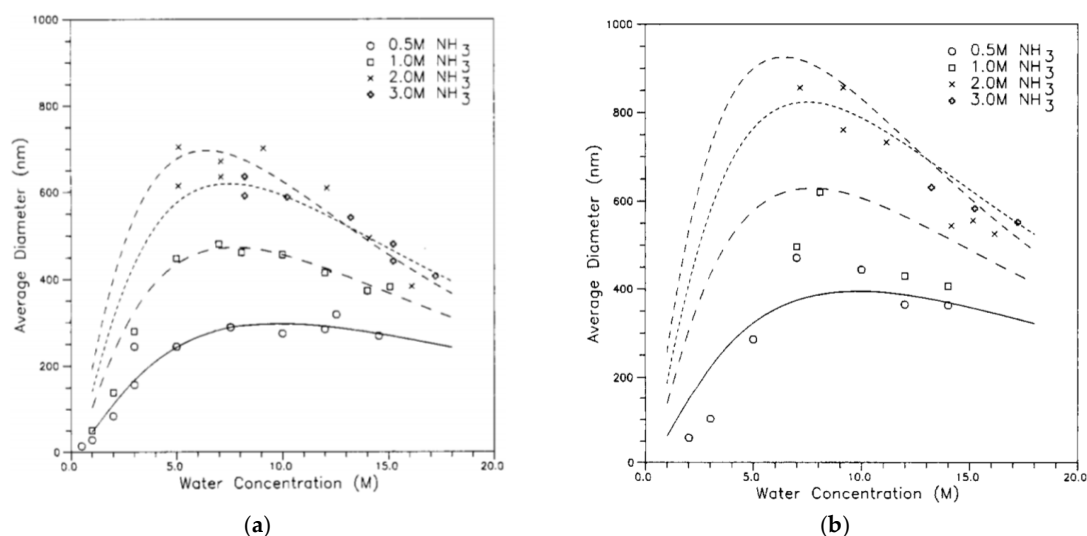 1000
800
600
400
200
0
Average Diameter (nm)
0.0
5.0
10.0
15.0
20.0
Water Concentration (M)
0.5M NH3
1.0M NH3
2.0M NH3
3.0M NH3
(a)
1000
800
600
400
200
0
Average Diameter (nm)
0.0
5.0
10.0
15.0
20.0
Water Concentration (M)
0.5M NH3
1.0M NH3
2.0M NH3
3.0M NH3
(b)